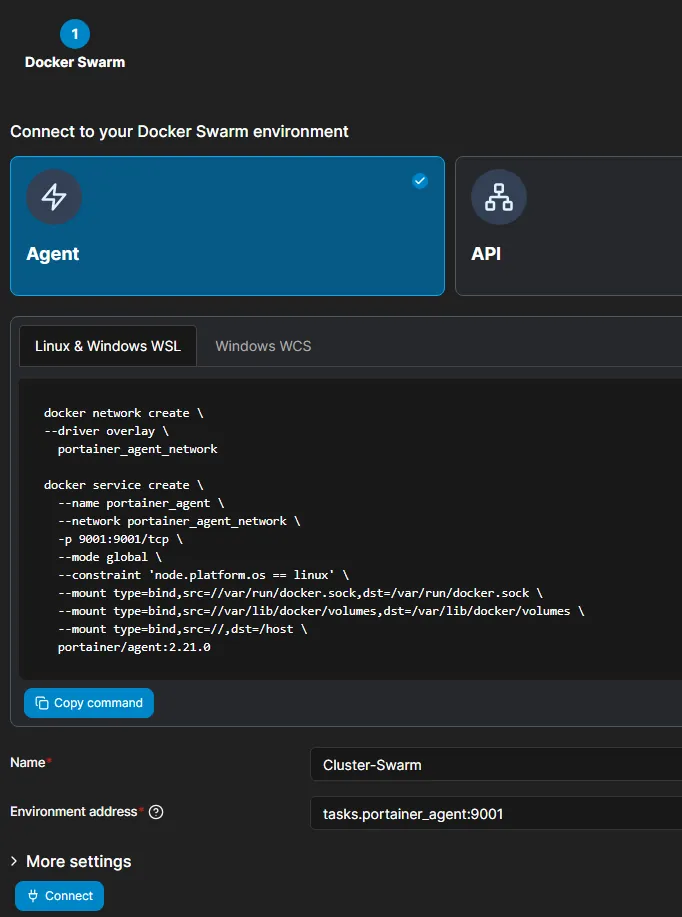 1
Docker Swarm
Connect to your Docker Swarm environment
Agent
API
Linux & Windows WSL
Windows WCS
docker network create \
--driver overlay \
  portainer_agent_network
docker service create \
  --name portainer_agent \
  --network portainer_agent_network \
  -p 9001:9001/tcp \
  --mode global \
  --constraint 'node.platform.os == linux' \
  --mount type=bind,src=//var/run/docker.sock,dst=/var/run/docker.sock \
  --mount type=bind,src=//var/lib/docker/volumes,dst=/var/lib/docker/volumes \
  --mount type=bind,src=//,dst=/host \
  portainer/agent:2.21.0
Copy command
Name*
Cluster-Swarm
Environment address* ?
tasks.portainer_agent:9001
More settings
Connect